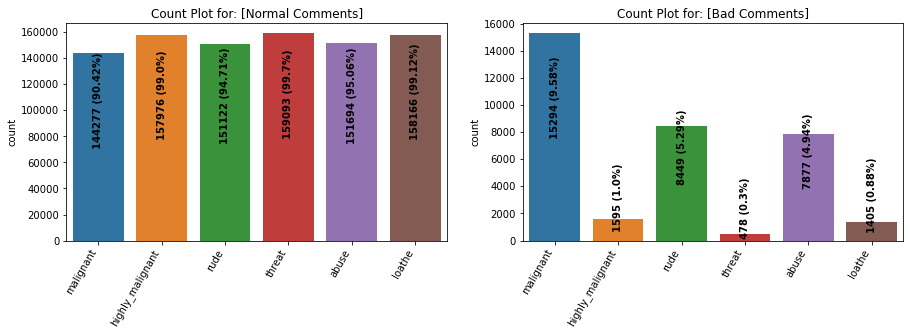 Count Plot for: [Normal Comments]
160000
140000
120000
100000
80000
60000
40000
20000
0
count
144277 (90.42%)
157976 (99.0%)
151122 (94.71%)
159093 (99.7%)
151694 (95.06%)
158166 (99.12%)
malignant
highly_malignant
rude
threat
abuse
loathe
Count Plot for: [Bad Comments]
16000
14000
12000
10000
8000
6000
4000
2000
0
count
15294 (9.58%)
1595 (1.0%)
8449 (5.29%)
478 (0.3%)
7877 (4.94%)
1405 (0.88%)
malignant
highly_malignant
rude
threat
abuse
loathe